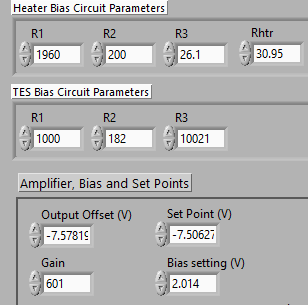 Heater Bias Circuit Parameters
R1 R2 R3 Rhtr
1960 200 26.1 30.95
TES Bias Circuit Parameters
R1 R2 R3
1000 182 10021
Amplifier, Bias and Set Points
Output Offset (V) Set Point (V)
-7.57819 -7.50627
Gain Bias setting (V)
601 2.014